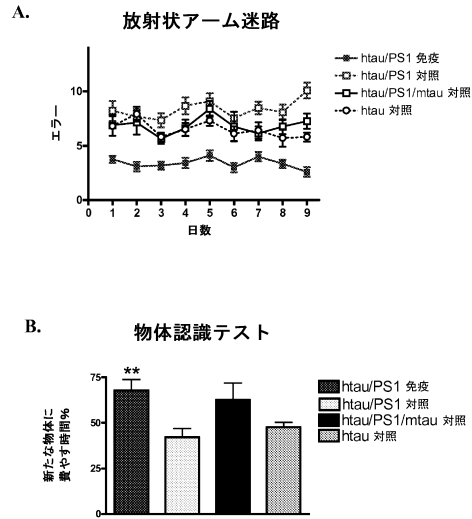 A.
放射状アーム迷路
エラー
10
5
0
0 1 2 3 4 5 6 7 8 9
日数
htau/PS1 免疫
htau/PS1 対照
htau/PS1/mtau 対照
htau 対照
B.
物体認識テスト
新たな物体に
費やす時間%
75
50
25
0
**
htau/PS1 免疫
htau/PS1 対照
htau/PS1/mtau 対照
htau 対照